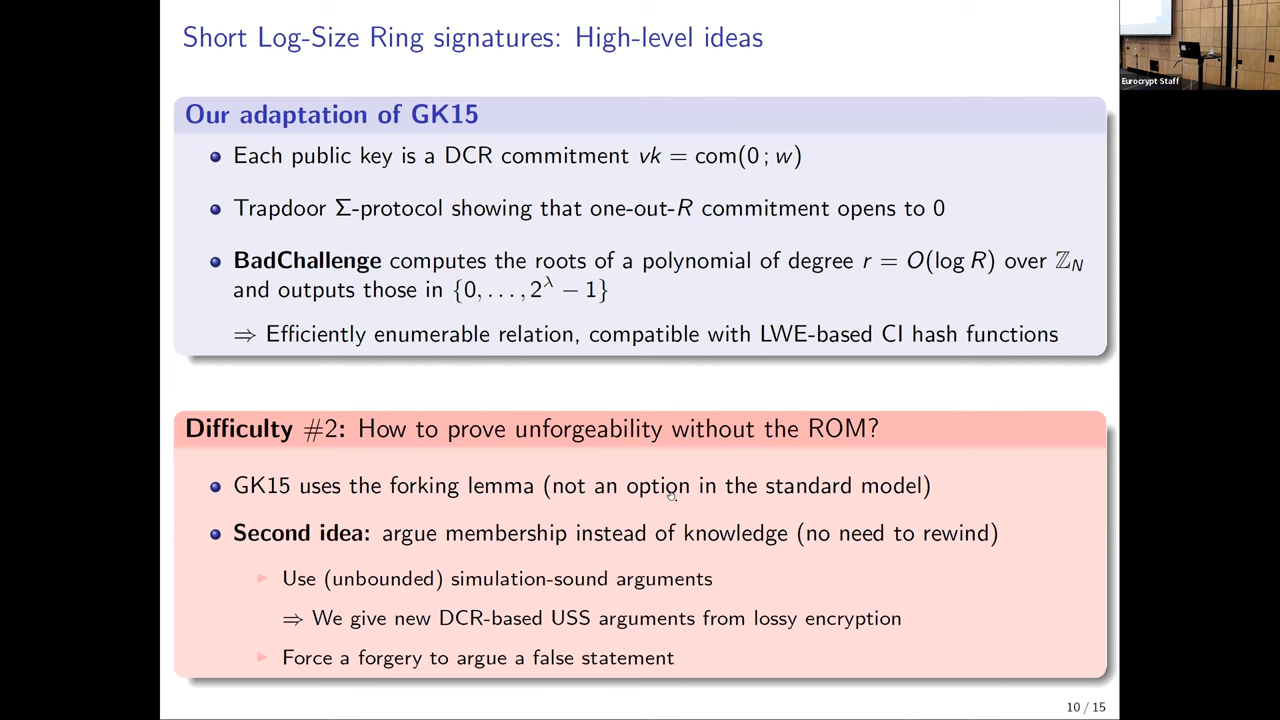 Short Log-Size Ring signatures: High-level ideas
Eurocrypt Staff
Our adaptation of GK15
Each public key is a DCR commitment vk = com(0 ; w)
Trapdoor Σ-protocol showing that one-out-R commitment opens to 0
BadChallenge computes the roots of a polynomial of degree r = O(log R) over ℤ_N
and outputs those in {0, . . . , 2^λ − 1}
⇒ Efficiently enumerable relation, compatible with LWE-based CI hash functions
Difficulty #2: How to prove unforgeability without the ROM?
GK15 uses the forking lemma (not an option in the standard model)
Second idea: argue membership instead of knowledge (no need to rewind)
Use (unbounded) simulation-sound arguments
⇒ We give new DCR-based USS arguments from lossy encryption
Force a forgery to argue a false statement
10 / 15